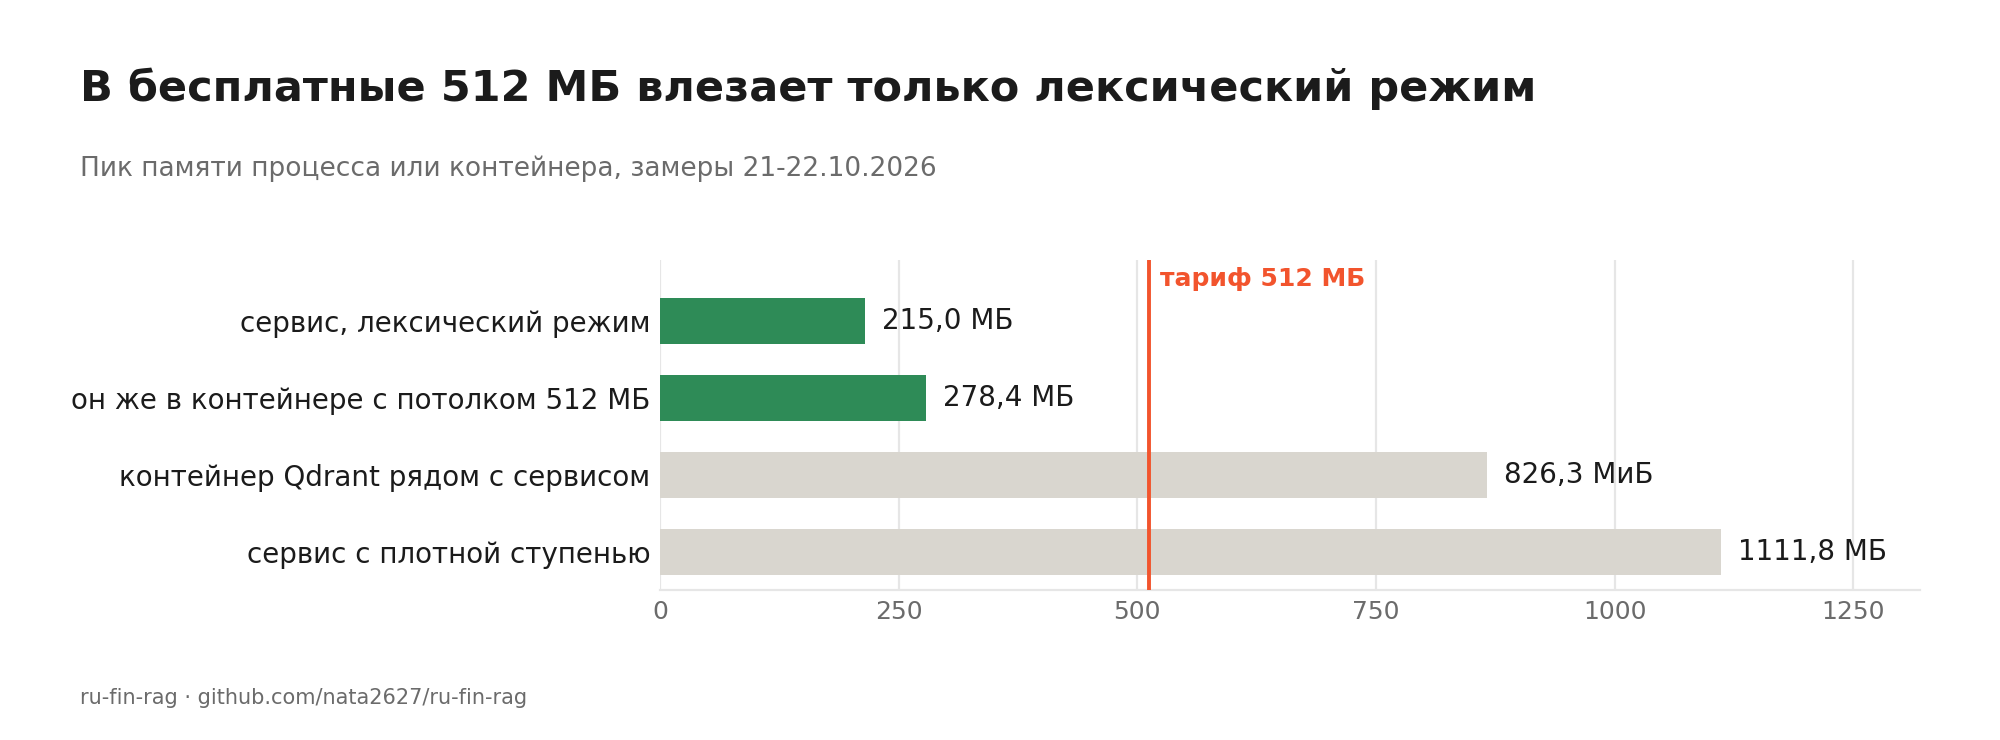 В бесплатные 512 МБ влезает только лексический режим
Пик памяти процесса или контейнера, замеры 21-22.10.2026
тариф 512 МБ
сервис, лексический режим 215,0 МБ
он же в контейнере с потолком 512 МБ 278,4 МБ
контейнер Qdrant рядом с сервисом 826,3 МиБ
сервис с плотной ступенью 1111,8 МБ
0 250 500 750 1000 1250
ru-fin-rag · github.com/nata2627/ru-fin-rag